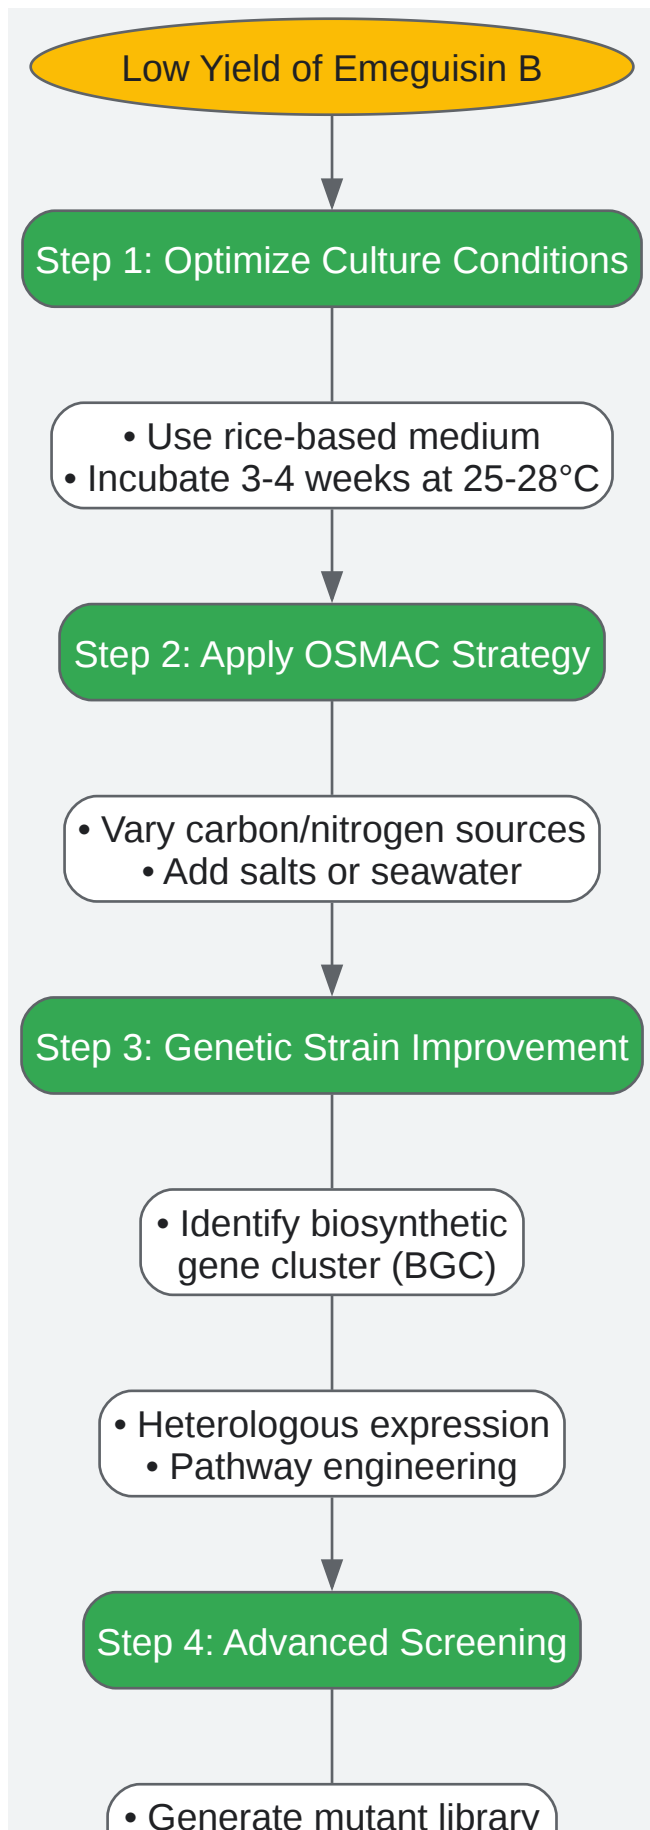 Low Yield of Emeguisin B
Step 1: Optimize Culture Conditions
• Use rice-based medium
• Incubate 3-4 weeks at 25-28°C
Step 2: Apply OSMAC Strategy
• Vary carbon/nitrogen sources
• Add salts or seawater
Step 3: Genetic Strain Improvement
• Identify biosynthetic
gene cluster (BGC)
• Heterologous expression
• Pathway engineering
Step 4: Advanced Screening
• Generate mutant library